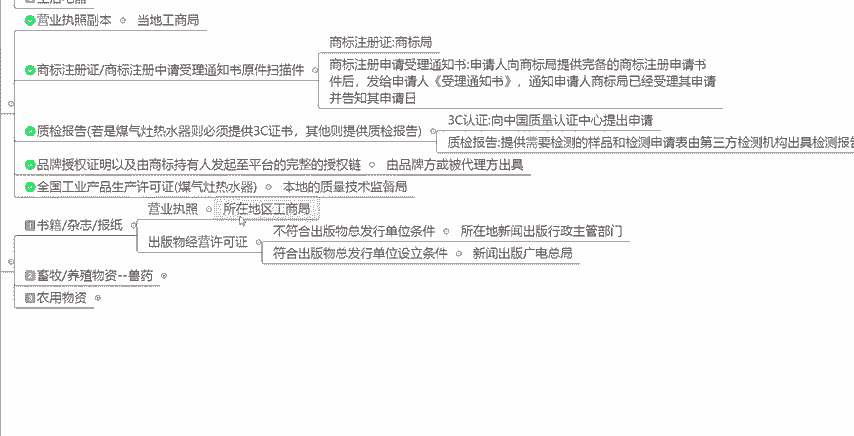 营业执照副本 当地工商局
商标注册证:商标局
商标注册证/商标注册申请受理通知书原件扫描件
商标注册申请受理通知书:申请人向商标局提供完备的商标注册申请书
件后，发给申请人《受理通知书》，通知申请人商标局已经受理其申请
并告知其申请日
3C认证:向中国质量认证中心提出申请
质检报告(若是煤气灶热水器则必须提供3C证书，其他则提供质检报告)
质检报告:提供需要检测的样品和检测申请表由第三方检测机构出具检测报告
品牌授权证明以及由商标持有人发起至平台的完整的授权链 由品牌方或被代理方出具
全国工业产品生产许可证(煤气灶热水器) 本地的质量技术监督局
营业执照 所在地区工商局
书籍/杂志/报纸
不符合出版物总发行单位条件 所在地新闻出版行政主管部门
出版物经营许可证
符合出版物总发行单位设立条件 新闻出版广电总局
畜牧/养殖物资--兽药
农用物资